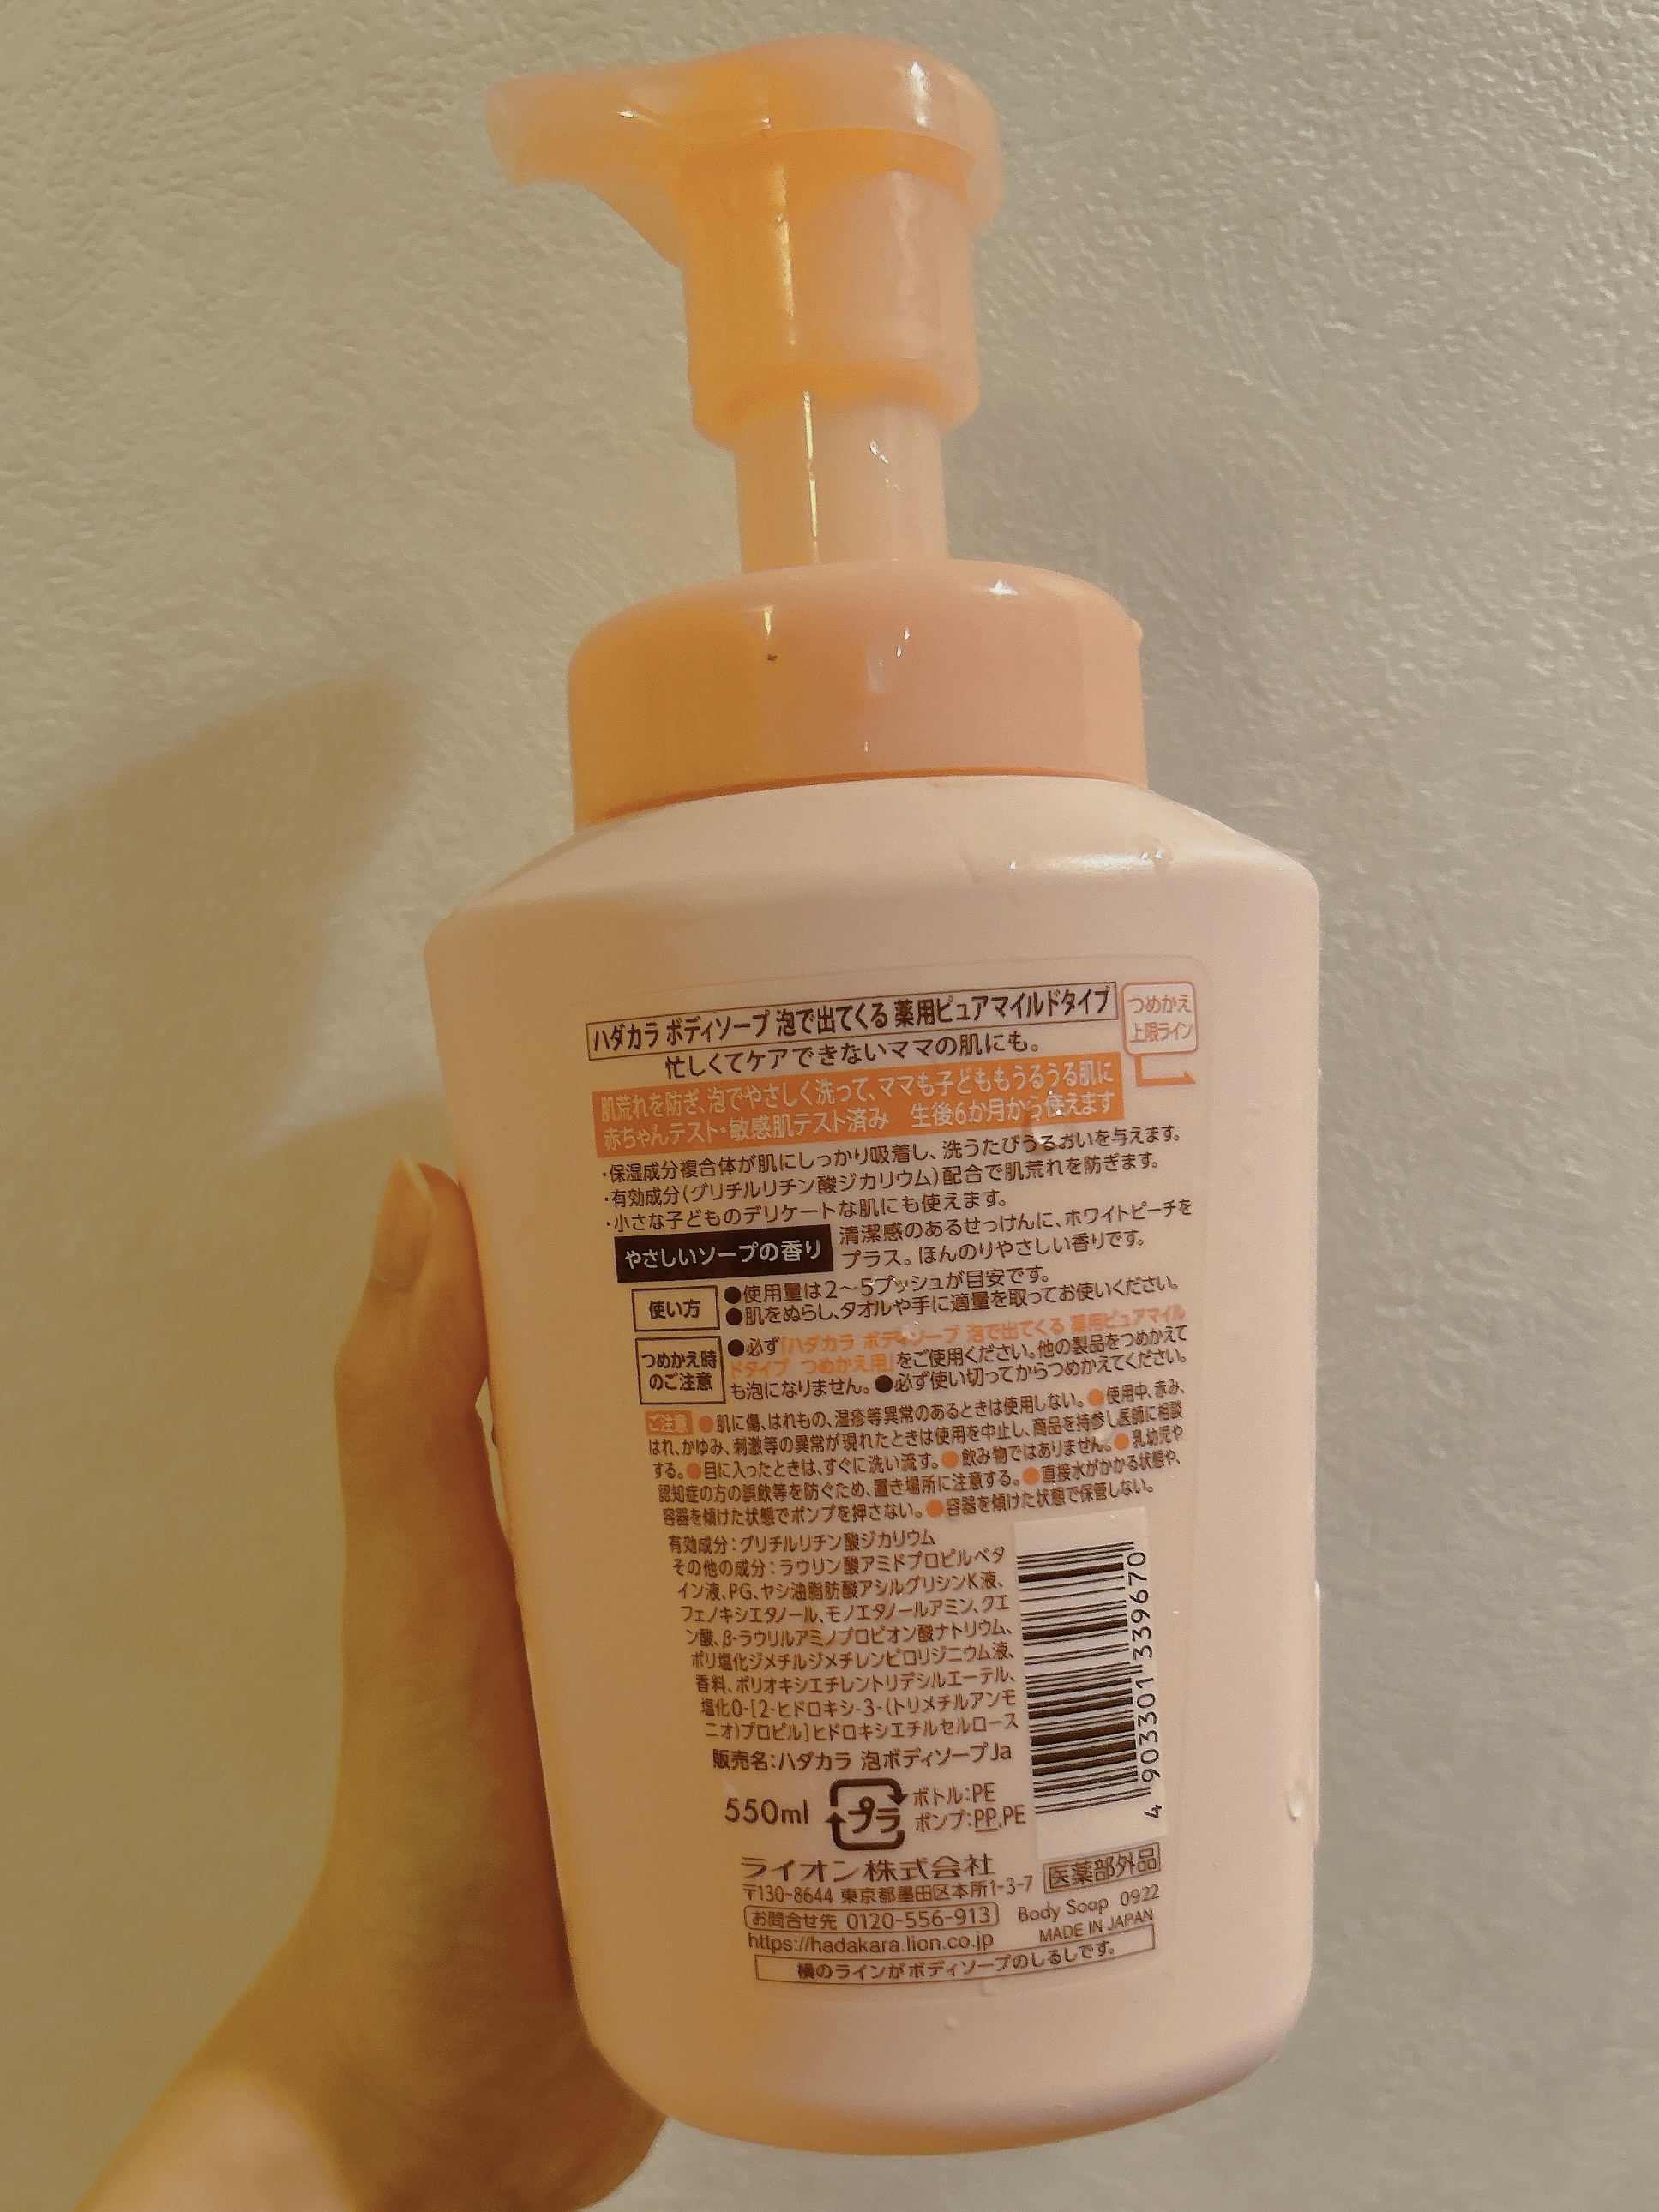 ハダカラ ボディソープ 泡で出てくる 薬用ピュアマイルドタイプ
つめかえ
上限ライン
忙しくてケアできないママの肌にも。
肌荒れを防ぎ、泡でやさしく洗って、ママも子どももうるうる肌に
赤ちゃんテスト・敏感肌テスト済み 生後6か月から使えます
・保湿成分複合体が肌にしっかり吸着し、洗うたびうるおいを与えます。
・有効成分(グリチルリチン酸ジカリウム)配合で肌荒れを防ぎます。
・小さな子どものデリケートな肌にも使えます。
やさしいソープの香り
清潔感のあるせっけんに、ホワイトピーチを
プラス。ほんのりやさしい香りです。
使い方
●使用量は2〜5プッシュが目安です。
●肌をぬらし、タオルや手に適量を取ってお使いください。
つめかえ時
のご注意
●必ず「ハダカラ ボディソープ 泡で出てくる 薬用ピュアマイル
ドタイプ つめかえ用」をご使用ください。他の製品をつめかえて
も泡になりません。●必ず使い切ってからつめかえてください。
ご注意 ●肌に傷、はれもの、湿疹等異常のあるときは使用しない。●使用中、赤み、
はれ、かゆみ、刺激等の異常が現れたときは使用を中止し、商品を持参し医師に相談
する。●目に入ったときは、すぐに洗い流す。●飲み物ではありません。●乳幼児や
認知症の方の誤飲等を防ぐため、置き場所に注意する。●直接水がかかる状態や、
容器を傾けた状態でポンプを押さない。●容器を傾けた状態で保管しない。
有効成分:グリチルリチン酸ジカリウム
その他の成分:ラウリン酸アミドプロピルベタ
イン液、PG、ヤシ油脂肪酸アシルグリシンK液、
フェノキシエタノール、モノエタノールアミン、クエ
ン酸、β-ラウリルアミノプロピオン酸ナトリウム、
ポリ塩化ジメチルジメチレンピロリジニウム液、
香料、ポリオキシエチレントリデシルエーテル、
塩化O-[2-ヒドロキシ-3-(トリメチルアンモ
ニオ)プロピル]ヒドロキシエチルセルロース
販売名:ハダカラ 泡ボディソープJa
4 903301 339670
550ml
プラ
ボトル:PE
ポンプ:PP,PE
ライオン株式会社
〒130-8644 東京都墨田区本所1-3-7
医薬部外品
お問合せ先 0120-556-913
Body Soap 0922
https://hadakara.lion.co.jp
MADE IN JAPAN
横のラインがボディソープのしるしです。